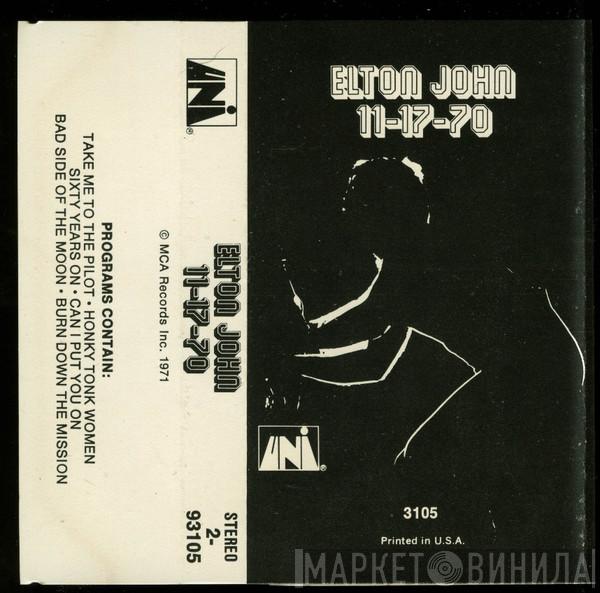 ELTON JOHN
11-17-70
UNI
®
3105
Printed in U.S.A.
UNI
®
ELTON JOHN
11-17-70
© MCA Records Inc. 1971
STEREO
2-
93105
PROGRAMS CONTAIN:
TAKE ME TO THE PILOT • HONKY TONK WOMEN
SIXTY YEARS ON • CAN I PUT YOU ON
BAD SIDE OF THE MOON • BURN DOWN THE MISSION
МАРКЕТ ВИНИЛА